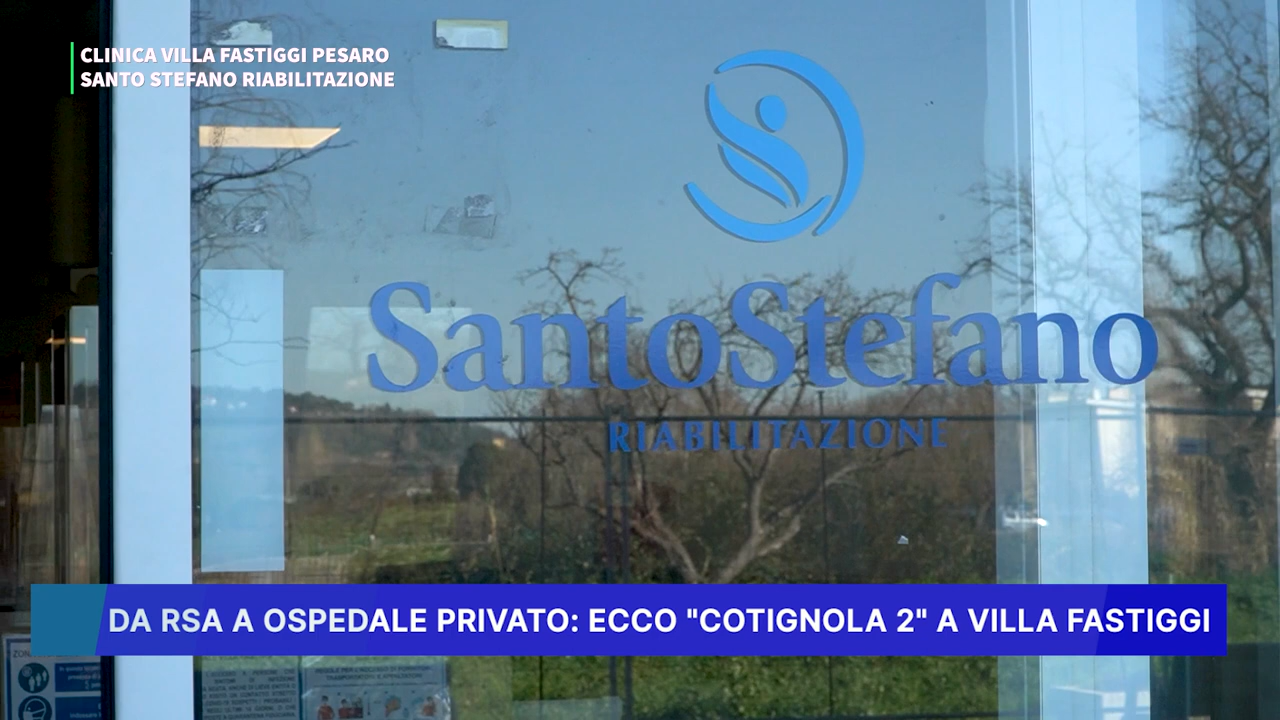 CLINICA VILLA FASTIGGI PESARO
SANTO STEFANO RIABILITAZIONE
SantoStefano
RIABILITAZIONE
DA RSA A OSPEDALE PRIVATO: ECCO "COTIGNOLA 2" A VILLA FASTIGGI